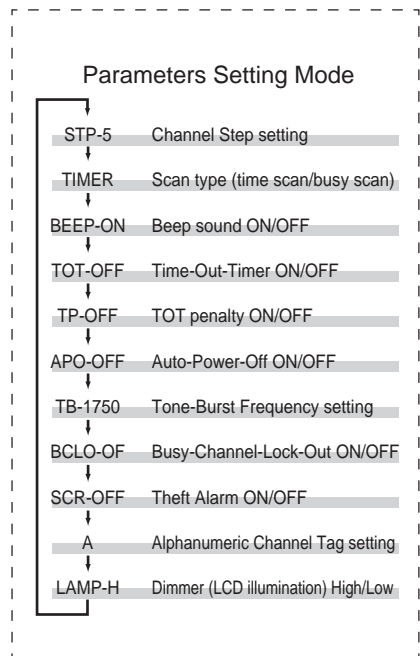 Parameters Setting Mode
STP-5 Channel Step setting
TIMER Scan type (time scan/busy scan)
BEEP-ON Beep sound ON/OFF
TOT-OFF Time-Out-Timer ON/OFF
TP-OFF TOT penalty ON/OFF
APO-OFF Auto-Power-Off ON/OFF
TB-1750 Tone-Burst Frequency setting
BCLO-OF Busy-Channel-Lock-Out ON/OFF
SCR-OFF Theft Alarm ON/OFF
A Alphanumeric Channel Tag setting
LAMP-H Dimmer (LCD illumination) High/Low